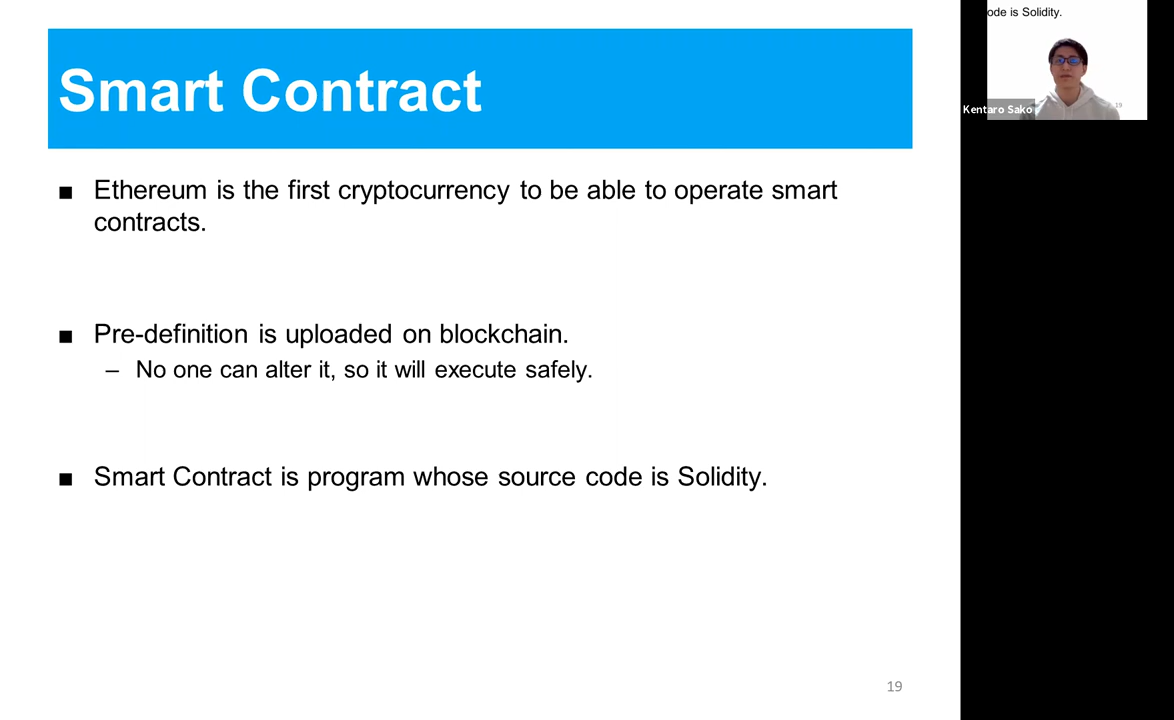 Smart Contract
■ Ethereum is the first cryptocurrency to be able to operate smart
contracts.
■ Pre-definition is uploaded on blockchain.
– No one can alter it, so it will execute safely.
■ Smart Contract is program whose source code is Solidity.
19
ode is Solidity.
Kentaro Sako
19